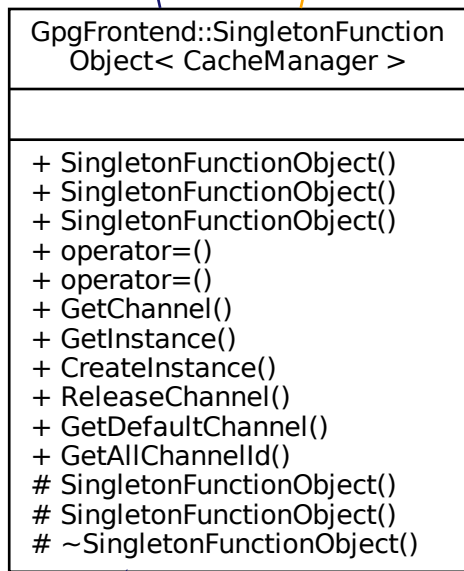 GpgFrontend::SingletonFunction
Object< CacheManager >
+ SingletonFunctionObject()
+ SingletonFunctionObject()
+ SingletonFunctionObject()
+ operator=()
+ operator=()
+ GetChannel()
+ GetInstance()
+ CreateInstance()
+ ReleaseChannel()
+ GetDefaultChannel()
+ GetAllChannelId()
# SingletonFunctionObject()
# SingletonFunctionObject()
# ~SingletonFunctionObject()